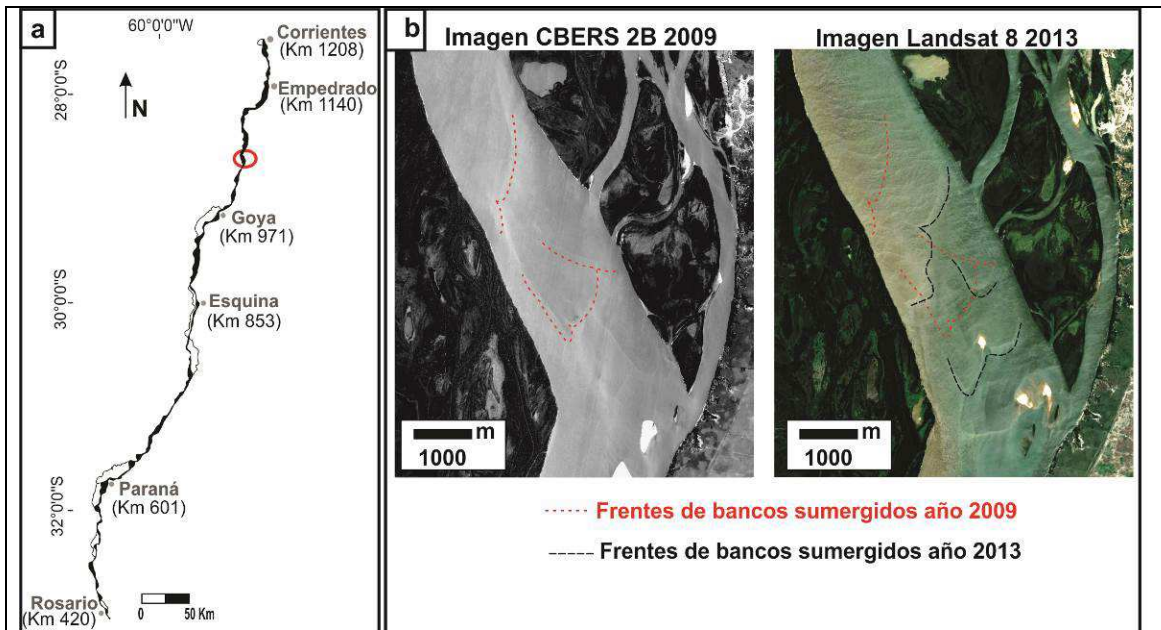 a
60°0'0"W
Corrientes
(Km 1208)
28°0'0"S
N
Empedrado
(Km 1140)
Goya
(Km 971)
30°0'0"S
Esquina
(Km 853)
Paraná
(Km 601)
32°0'0"S
Rosario
(Km 420)
0 50 Km
b
Imagen CBERS 2B 2009
Imagen Landsat 8 2013
m
1000
m
1000
Frentes de bancos sumergidos año 2009
Frentes de bancos sumergidos año 2013